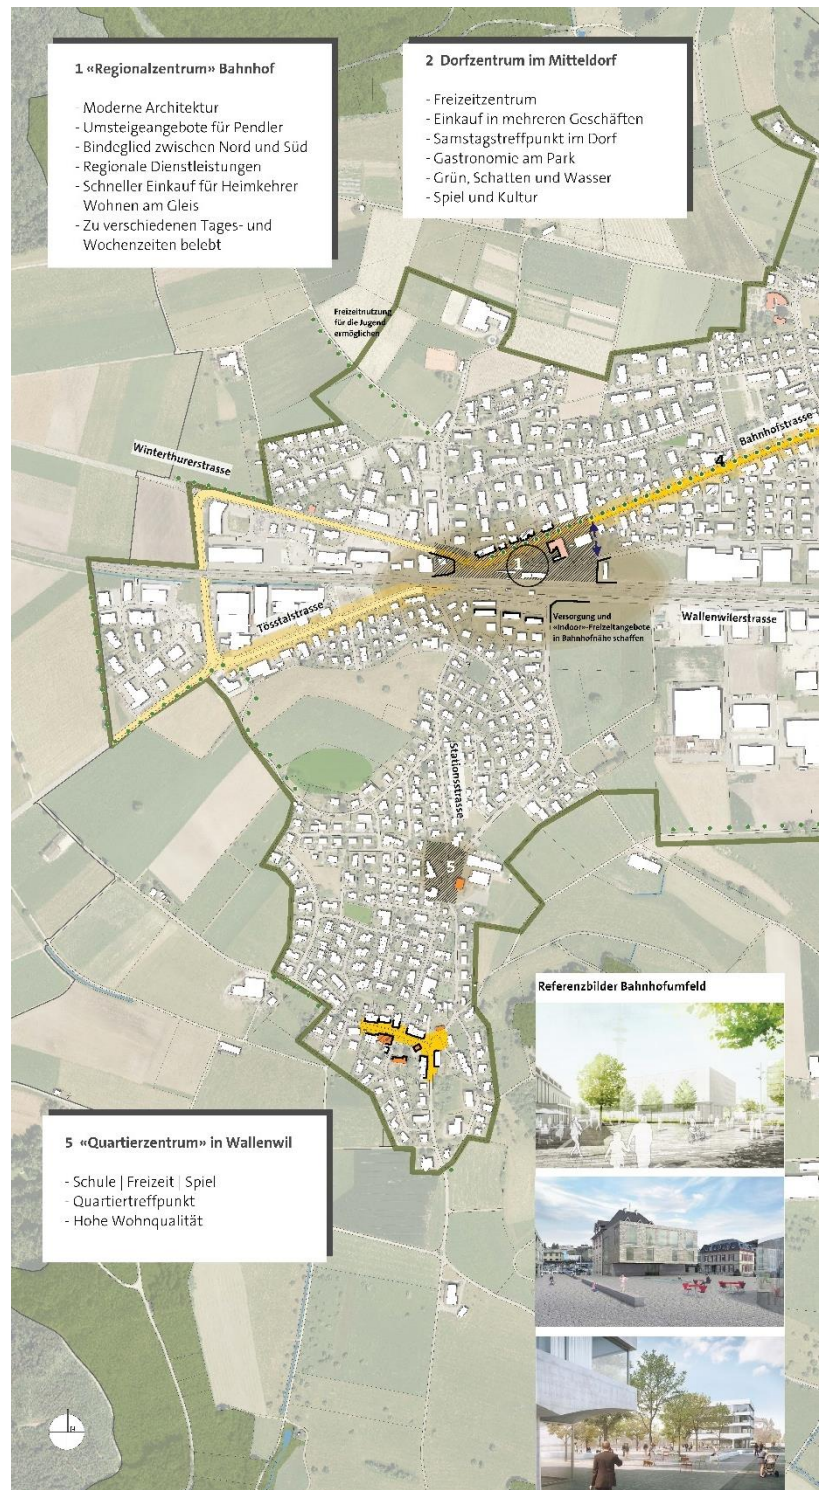 1 «Regionalzentrum» Bahnhof
- Moderne Architektur
- Umsteigeangebote für Pendler
- Bindeglied zwischen Nord und Süd
- Regionale Dienstleistungen
- Schneller Einkauf für Heimkehrer
Wohnen am Gleis
- Zu verschiedenen Tages- und
Wochenzeiten belebt
2 Dorfzentrum im Mitteldorf
- Freizeitzentrum
- Einkauf in mehreren Geschäften
- Samstagstreffpunkt im Dorf
- Gastronomie am Park
- Grün, Schatten und Wasser
- Spiel und Kultur
Freizeitnutzung
für die Jugend
ermöglichen
Winterthurerstrasse
Bahnhofstrasse
4
1
Tösstalstrasse
Versorgung und
«Indoor»-Freizeitangebote
in Bahnhofnähe schaffen
Wallenwilerstrasse
Stationsstrasse
5
Referenzbilder Bahnhofumfeld
5 «Quartierzentrum» in Wallenwil
- Schule | Freizeit | Spiel
- Quartiertreffpunkt
- Hohe Wohnqualität